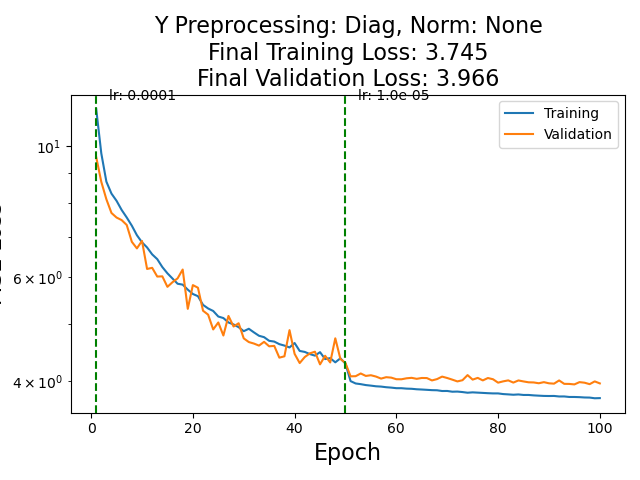 Y Preprocessing: Diag, Norm: None
Final Training Loss: 3.745
Final Validation Loss: 3.966
lr: 0.0001
lr: 1.0e-05
Training
Validation
10¹
6 × 10⁰
4 × 10⁰
0
20
40
60
80
100
Epoch